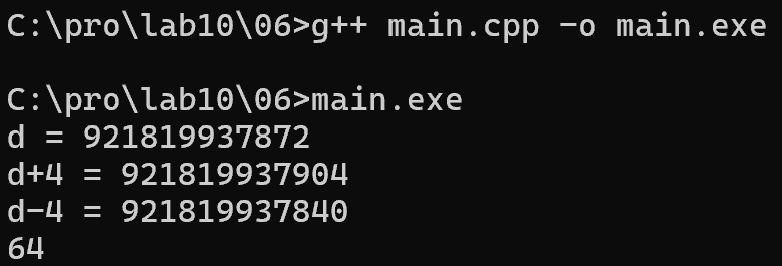 C:\pro\lab10\06>g++ main.cpp -o main.exe
C:\pro\lab10\06>main.exe
d = 921819937872
d+4 = 921819937904
d-4 = 921819937840
64